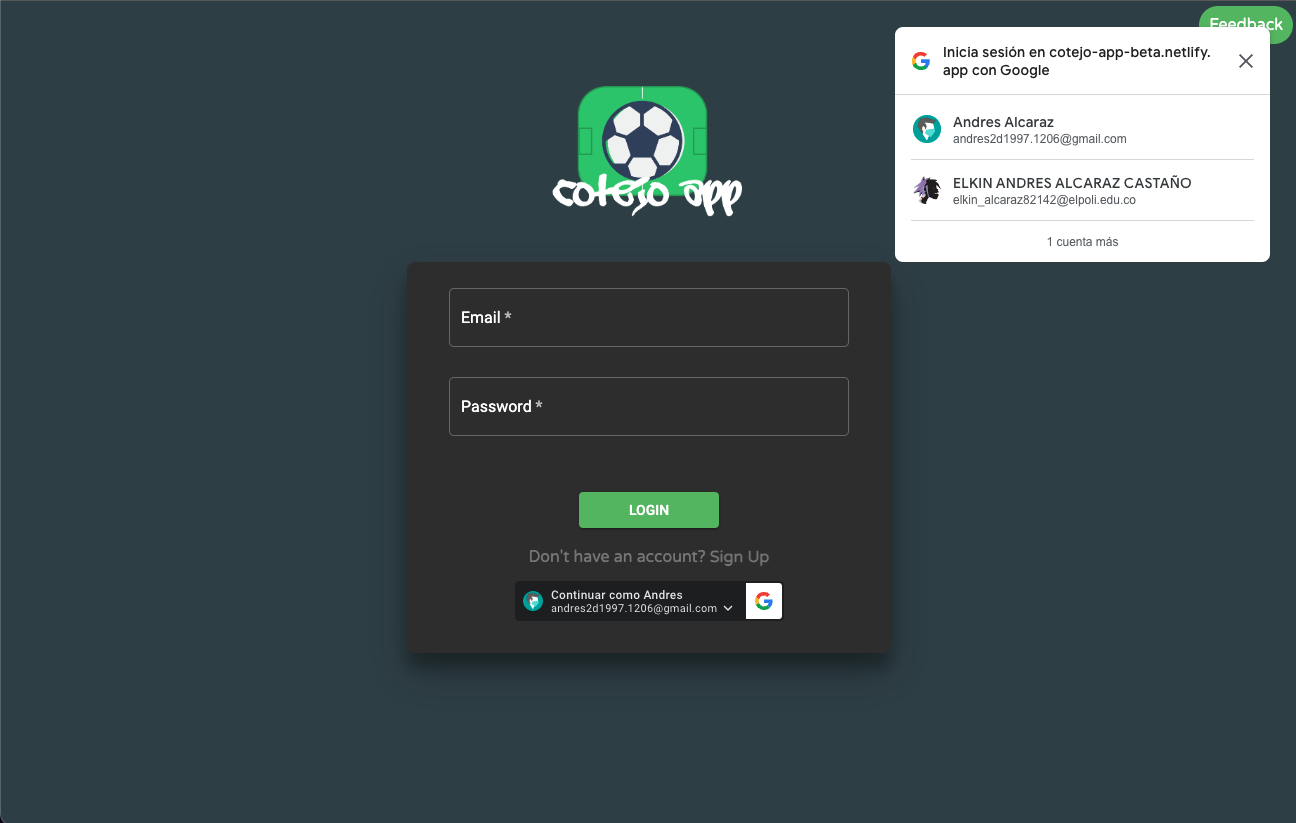 Feedback
Inicia sesión en cotejo-app-beta.netlify.
app con Google
Andres Alcaraz
andres2d1997.1206@gmail.com
ELKIN ANDRES ALCARAZ CASTAÑO
elkin_alcaraz82142@elpoli.edu.co
1 cuenta más
cotejo app
Email *
Password *
LOGIN
Don't have an account? Sign Up
Continuar como Andres
andres2d1997.1206@gmail.com